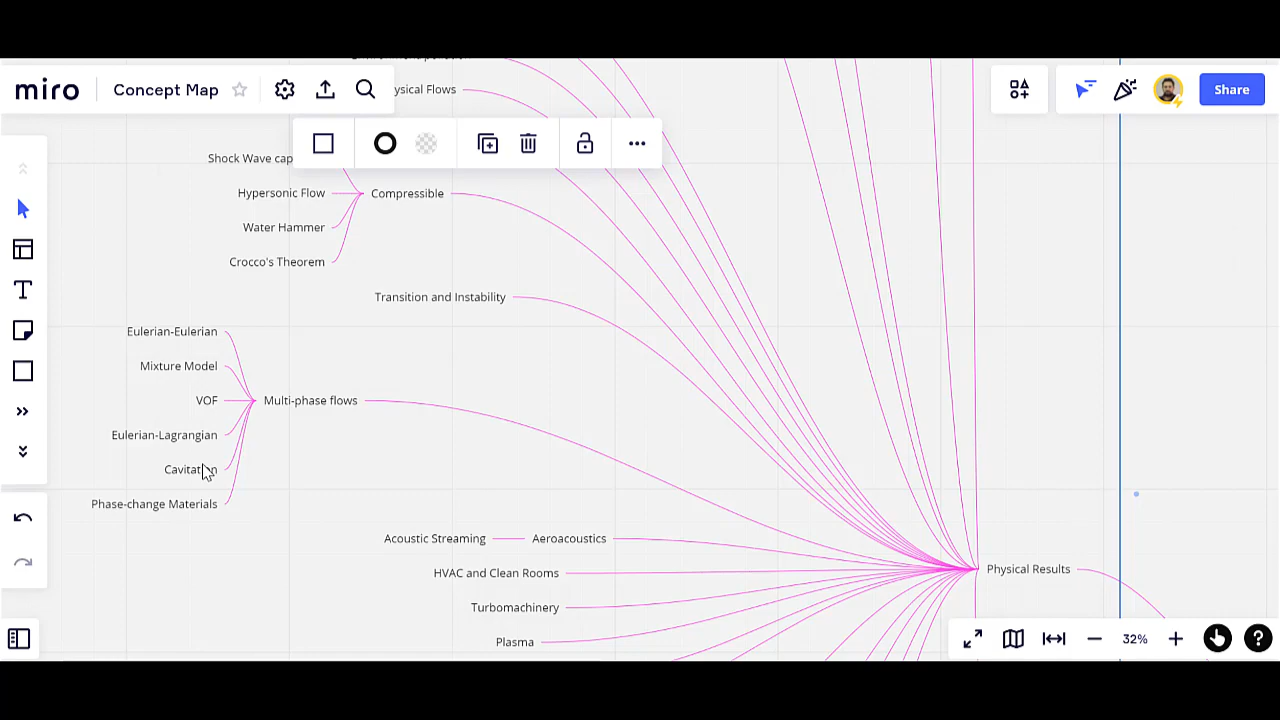 miro
Concept Map
Share
ysical Flows
Shock Wave cap
Hypersonic Flow
Compressible
Water Hammer
Crocco's Theorem
Transition and Instability
Eulerian-Eulerian
Mixture Model
VOF
Multi-phase flows
Eulerian-Lagrangian
Cavitation
Phase-change Materials
Acoustic Streaming
Aeroacoustics
HVAC and Clean Rooms
Physical Results
Turbomachinery
Plasma
32%